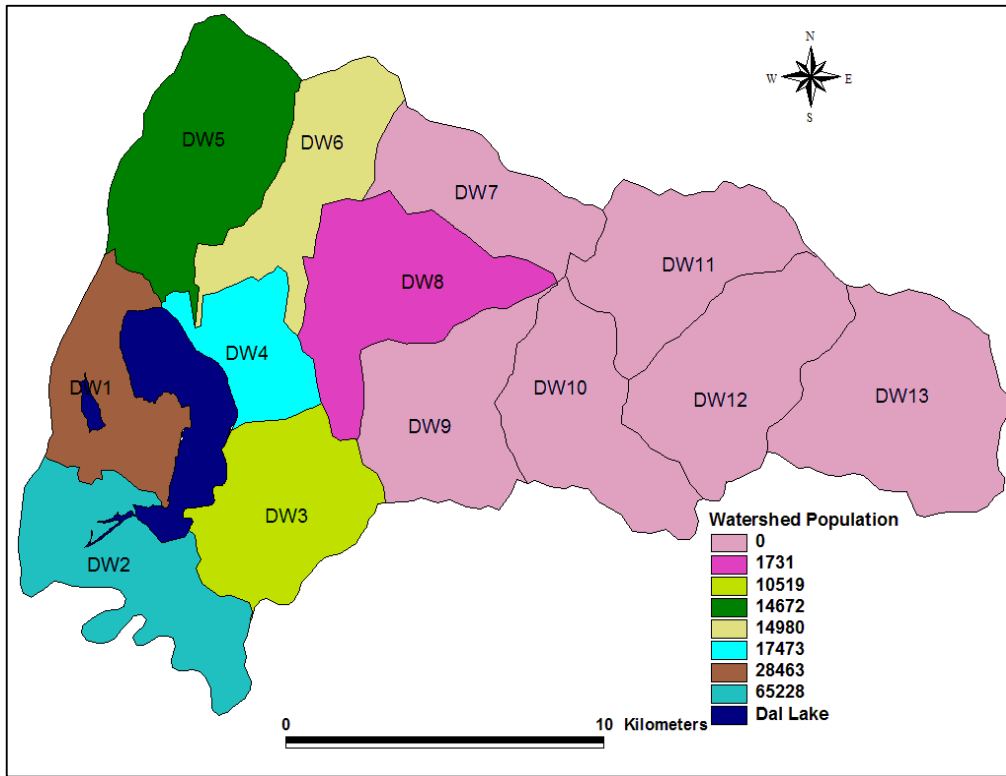 N
W E
S
DW5
DW6
DW7
DW11
DW8
DW4
DW1
DW10
DW12
DW13
DW9
DW3
DW2
Watershed Population
0
1731
10519
14672
14980
17473
28463
65228
Dal Lake
0 10 Kilometers